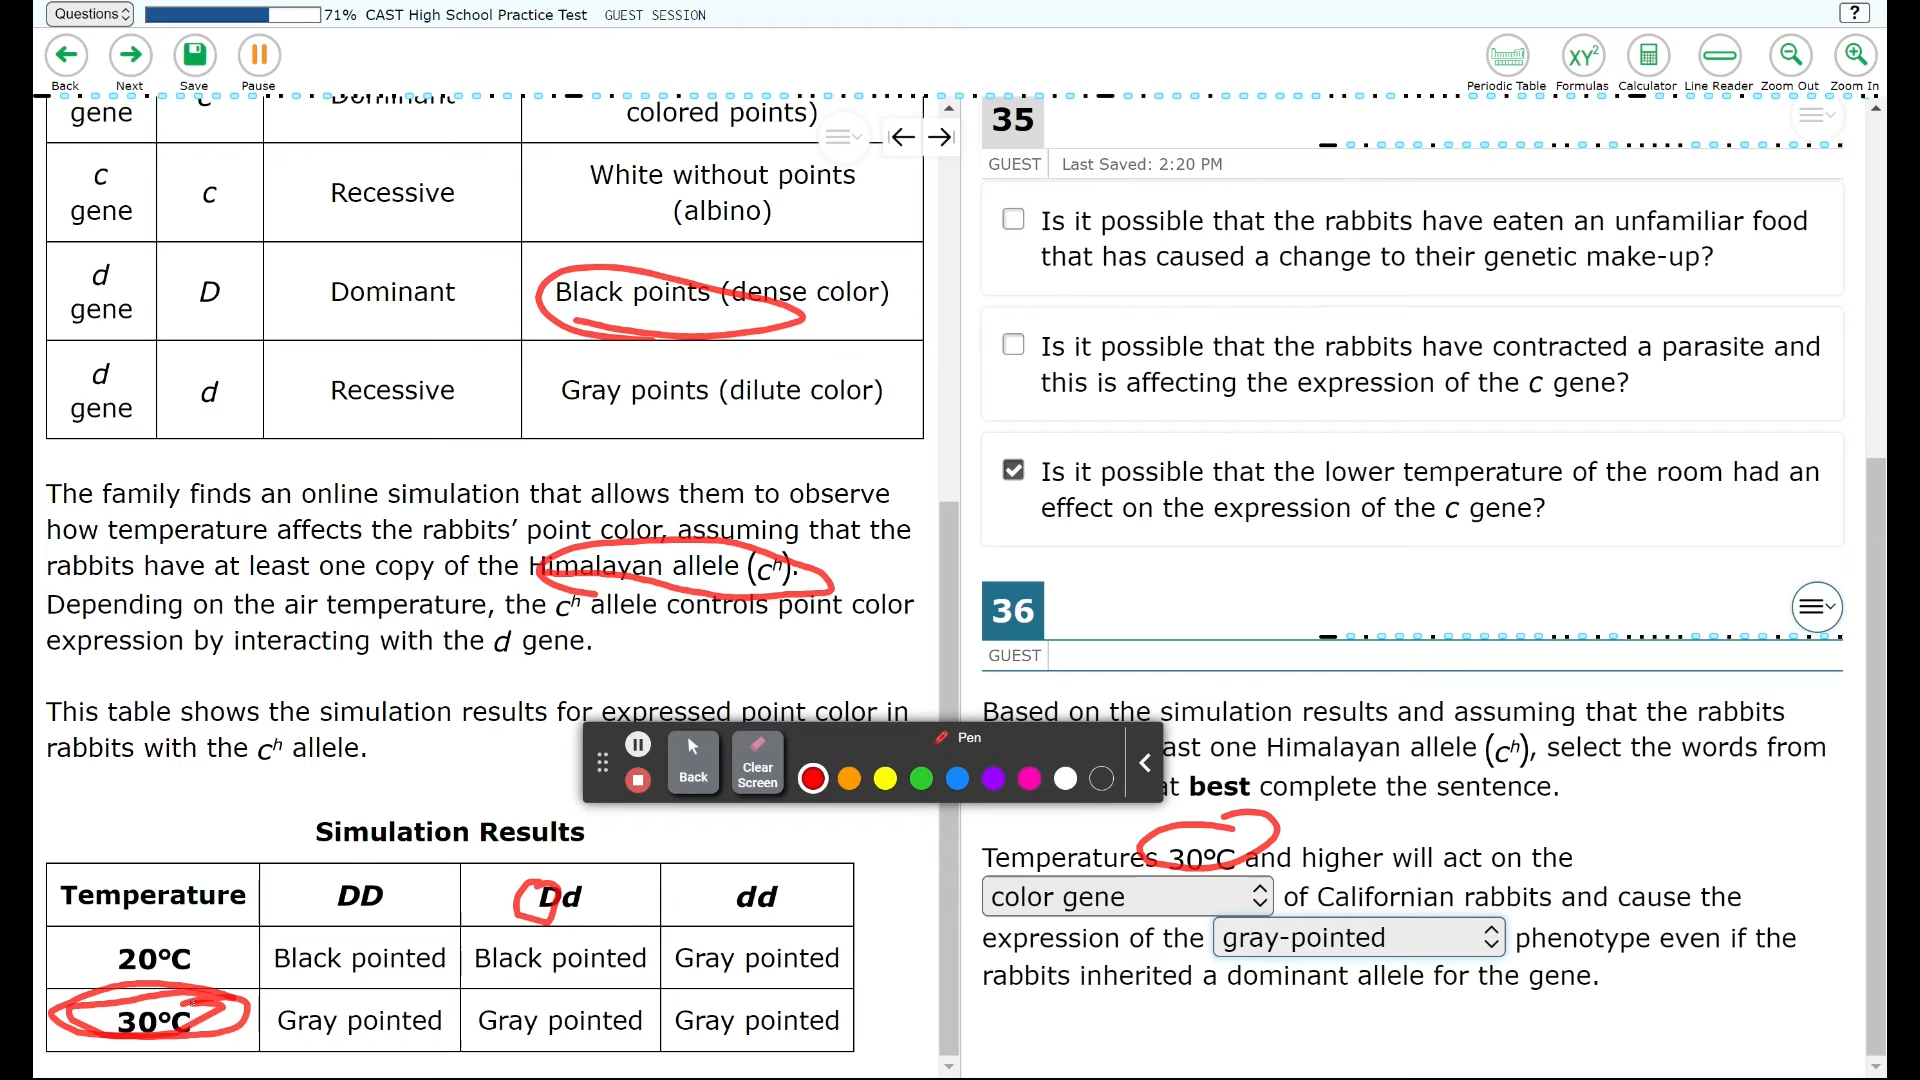 Questions
71% CAST High School Practice Test GUEST SESSION
?
Back Next Save Pause
Periodic Table Formulas Calculator Line Reader Zoom Out Zoom In
XY²
gene Dominant colored points)
c gene c Recessive White without points (albino)
d gene D Dominant Black points (dense color)
d gene d Recessive Gray points (dilute color)
The family finds an online simulation that allows them to observe
how temperature affects the rabbits’ point color, assuming that the
rabbits have at least one copy of the Himalayan allele (cʰ).
Depending on the air temperature, the cʰ allele controls point color
expression by interacting with the d gene.
This table shows the simulation results for expressed point color in
rabbits with the cʰ allele.
Simulation Results
Temperature DD Dd dd
20°C Black pointed Black pointed Gray pointed
30°C Gray pointed Gray pointed Gray pointed
Back
Clear Screen
Pen
35
GUEST Last Saved: 2:20 PM
Is it possible that the rabbits have eaten an unfamiliar food
that has caused a change to their genetic make-up?
Is it possible that the rabbits have contracted a parasite and
this is affecting the expression of the c gene?
Is it possible that the lower temperature of the room had an
effect on the expression of the c gene?
36
GUEST
Based on the simulation results and assuming that the rabbits
one Himalayan allele (cʰ), select the words from
best complete the sentence.
Temperatures 30°C and higher will act on the
color gene of Californian rabbits and cause the
expression of the gray-pointed phenotype even if the
rabbits inherited a dominant allele for the gene.